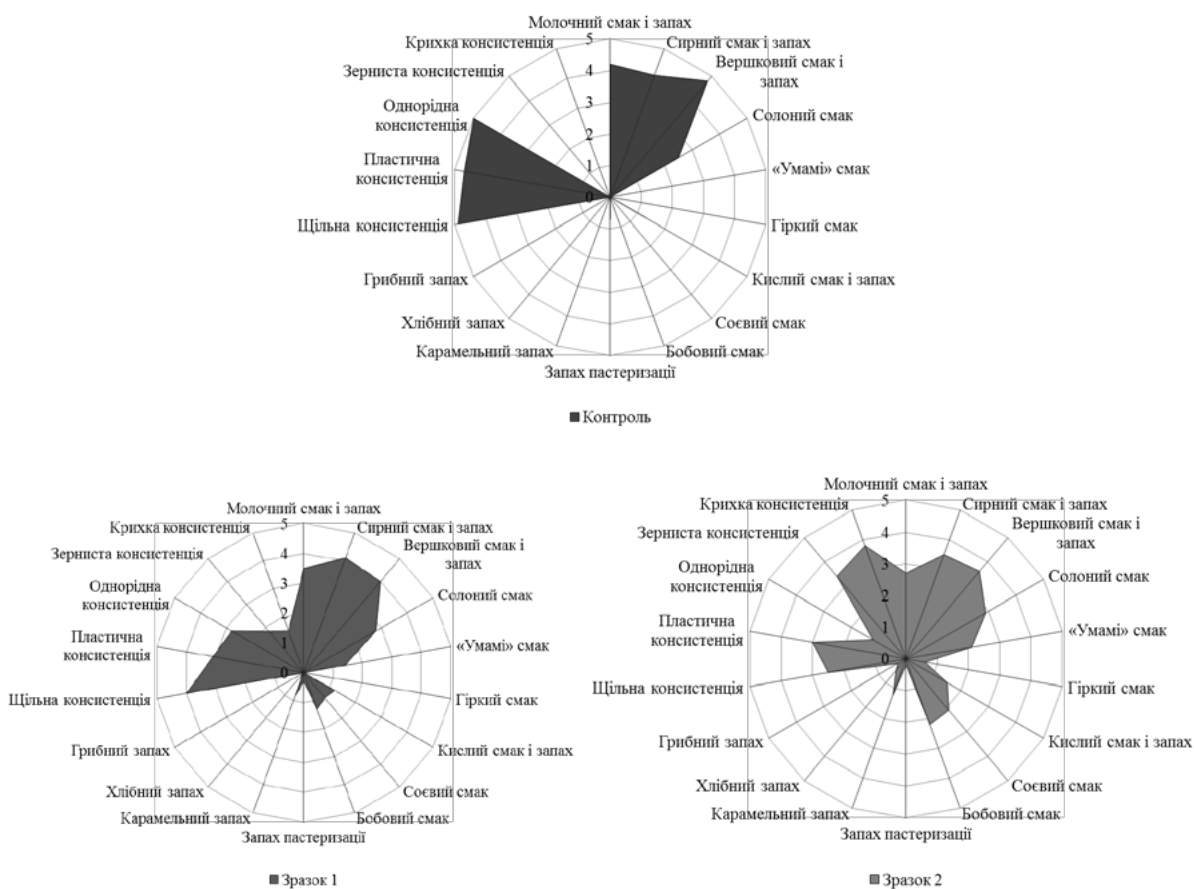 Молочний смак і запах
5
Крихка консистенція
Сирний смак і запах
Зерниста консистенція
4
Вершковий смак і
запах
Однорідна
консистенція
3
Солоний смак
2
Пластична
консистенція
1
«Умамі» смак
0
Щільна консистенція
Гіркий смак
Грибний запах
Кислий смак і запах
Хлібний запах
Соєвий смак
Карамельний запах
Бобовий смак
Запах пастеризації
Контроль
Молочний смак і запах
5
Крихка консистенція
Сирний смак і запах
Зерниста консистенція
4
Вершковий смак і
запах
Однорідна
консистенція
3
Солоний смак
2
Пластична
консистенція
1
«Умамі» смак
0
Щільна консистенція
Гіркий смак
Грибний запах
Кислий смак і запах
Хлібний запах
Соєвий смак
Карамельний запах
Бобовий смак
Запах пастеризації
Зразок 1
Молочний смак і запах
5
Крихка консистенція
Сирний смак і запах
Зерниста консистенція
4
Вершковий смак і
запах
Однорідна
консистенція
3
Солоний смак
2
Пластична
консистенція
1
«Умамі» смак
0
Щільна консистенція
Гіркий смак
Грибний запах
Кислий смак і запах
Хлібний запах
Соєвий смак
Карамельний запах
Бобовий смак
Запах пастеризації
Зразок 2